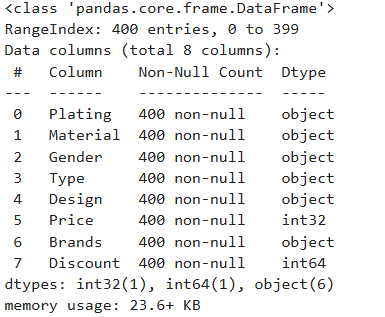 <class 'pandas.core.frame.DataFrame'>
RangeIndex: 400 entries, 0 to 399
Data columns (total 8 columns):
 #   Column    Non-Null Count  Dtype
---  ------    --------------  -----
 0   Plating   400 non-null    object
 1   Material  400 non-null    object
 2   Gender    400 non-null    object
 3   Type      400 non-null    object
 4   Design    400 non-null    object
 5   Price     400 non-null    int32
 6   Brands    400 non-null    object
 7   Discount  400 non-null    int64
dtypes: int32(1), int64(1), object(6)
memory usage: 23.6+ KB